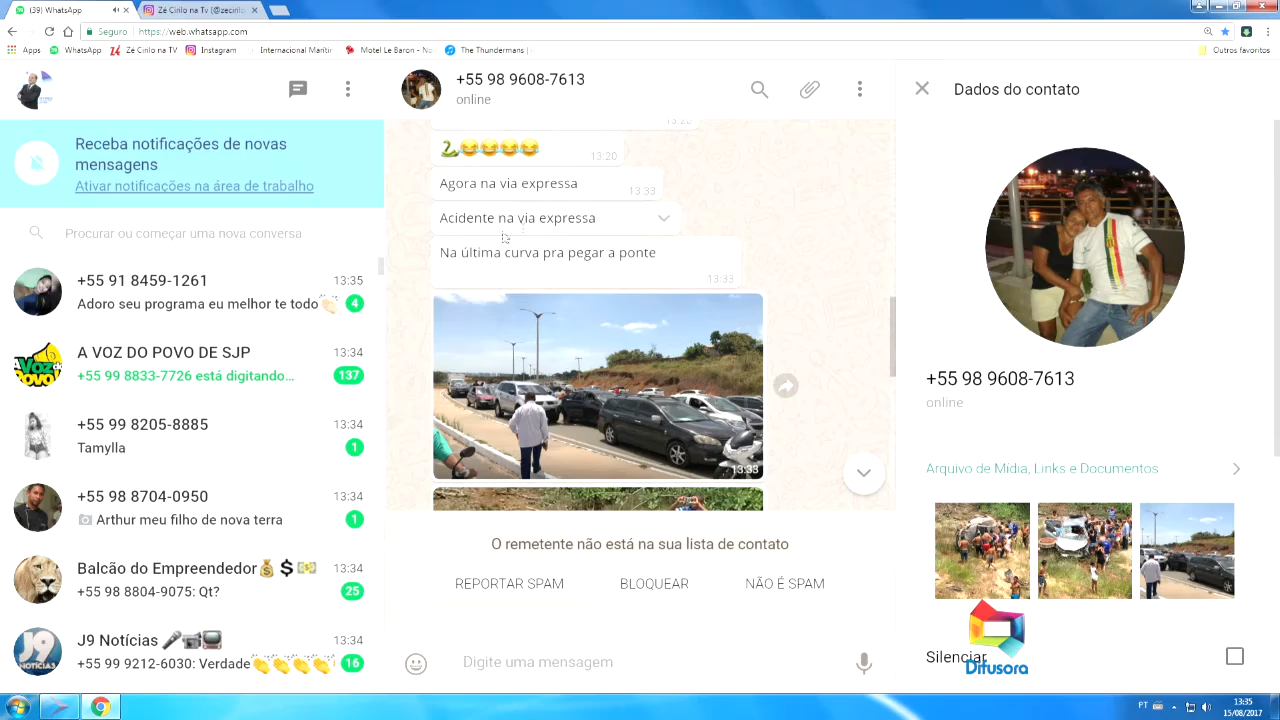 (39) WhatsApp
Zé Cirilo na Tv (@zecirilo
Seguro
https://web.whatsapp.com
Apps
WhatsApp
Zé Cirilo na TV
Instagram
Internacional Maríti
Motel Le Baron - Na
The Thundermans
Outros favoritos
Receba notificações de novas
mensagens
Ativar notificações na área de trabalho
Procurar ou começar uma nova conversa
+55 91 8459-1261
13:35
Adoro seu programa eu melhor te todo
4
A VOZ DO POVO DE SJP
13:34
+55 99 8833-7726 está digitando...
137
+55 99 8205-8885
13:34
Tamylla
1
+55 98 8704-0950
13:34
Arthur meu filho de nova terra
1
Balcão do Empreendedor💰💲💵
13:34
+55 98 8804-9075: Qt?
25
J9 Notícias 🎤📹📺
13:34
+55 99 9212-6030: Verdade👏👏👏👏
16
+55 98 9608-7613
online
13:20
🐍😂😂😂😂
13:20
Agora na via expressa
13:33
Acidente na via expressa
Na última curva pra pegar a ponte
13:33
13:33
O remetente não está na sua lista de contato
REPORTAR SPAM
BLOQUEAR
NÃO É SPAM
Digite uma mensagem
Dados do contato
+55 98 9608-7613
online
Arquivo de Mídia, Links e Documentos
Silenciar
Difusora
PT
13:35
15/08/2017